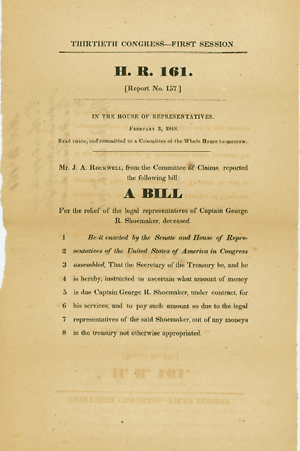 THIRTIETH CONGRESS—FIRST SESSION.
H. R. 161.
[Report No. 157.]
IN THE HOUSE OF REPRESENTATIVES.
FEBRUARY 3, 1848.
Read twice, and committed to a Committee of the Whole House to-morrow.
Mr. J. A. ROCKWELL, from the Committee of Claims, reported
the following bill:
A BILL
For the relief of the legal representatives of Captain George
R. Shoemaker, deceased.
1 Be it enacted by the Senate and House of Repre-
2 sentatives of the United States of America in Congress
3 assembled, That the Secretary of the Treasury be, and he
4 is hereby, instructed to ascertain what amount of money
5 is due Captain George R. Shoemaker, under contract, for
6 his services, and to pay such amount so due to the legal
7 representatives of the said Shoemaker, out of any moneys
8 in the treasury not otherwise appropriated.